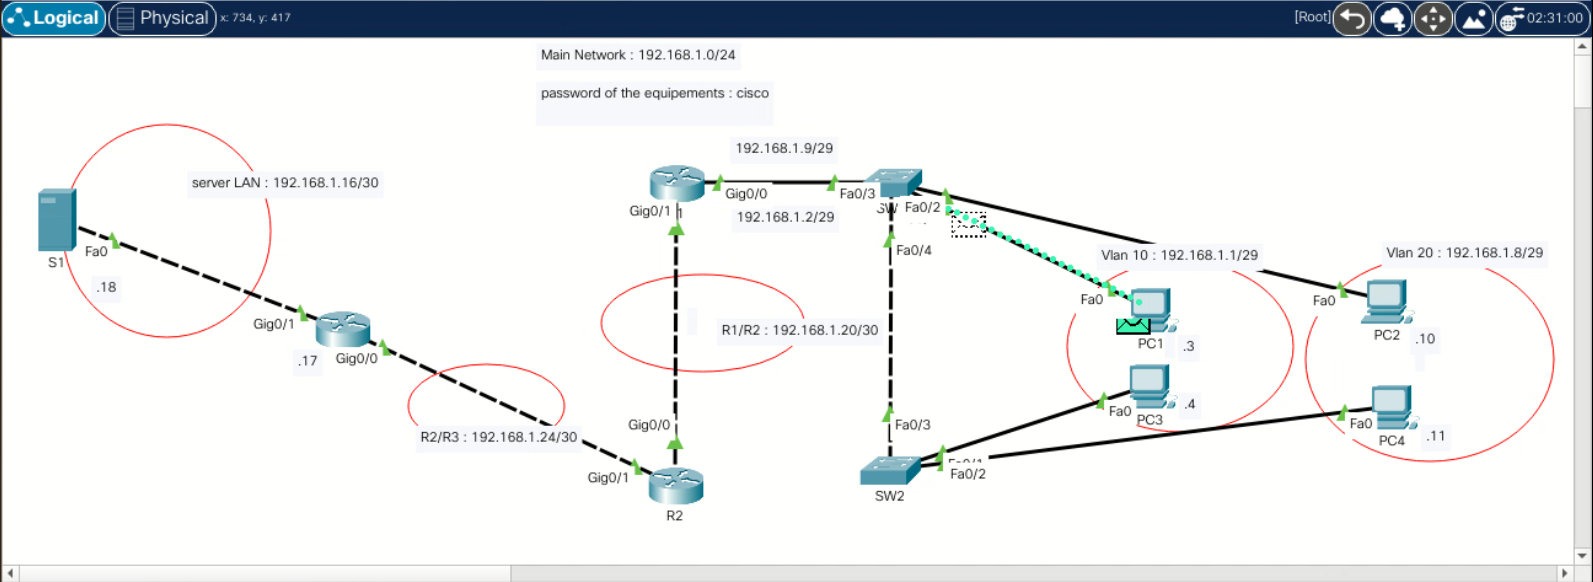 Logical
Physical
x: 734, y: 417
[Root]
02:31:00
Main Network : 192.168.1.0/24
password of the equipements : cisco
192.168.1.9/29
server LAN : 192.168.1.16/30
Gig0/0
Fa0/3
Gig0/1
1
192.168.1.2/29
SW
Fa0/2
Fa0
S1
Fa0/4
Vlan 10 : 192.168.1.1/29
Vlan 20 : 192.168.1.8/29
.18
Fa0
Fa0
Gig0/1
R1/R2 : 192.168.1.20/30
PC1
.3
PC2
.10
.17
Gig0/0
Gig0/0
Fa0/3
Fa0
.4
PC3
Fa0
.11
PC4
R2/R3 : 192.168.1.24/30
Gig0/1
Fa0/2
R2
SW2